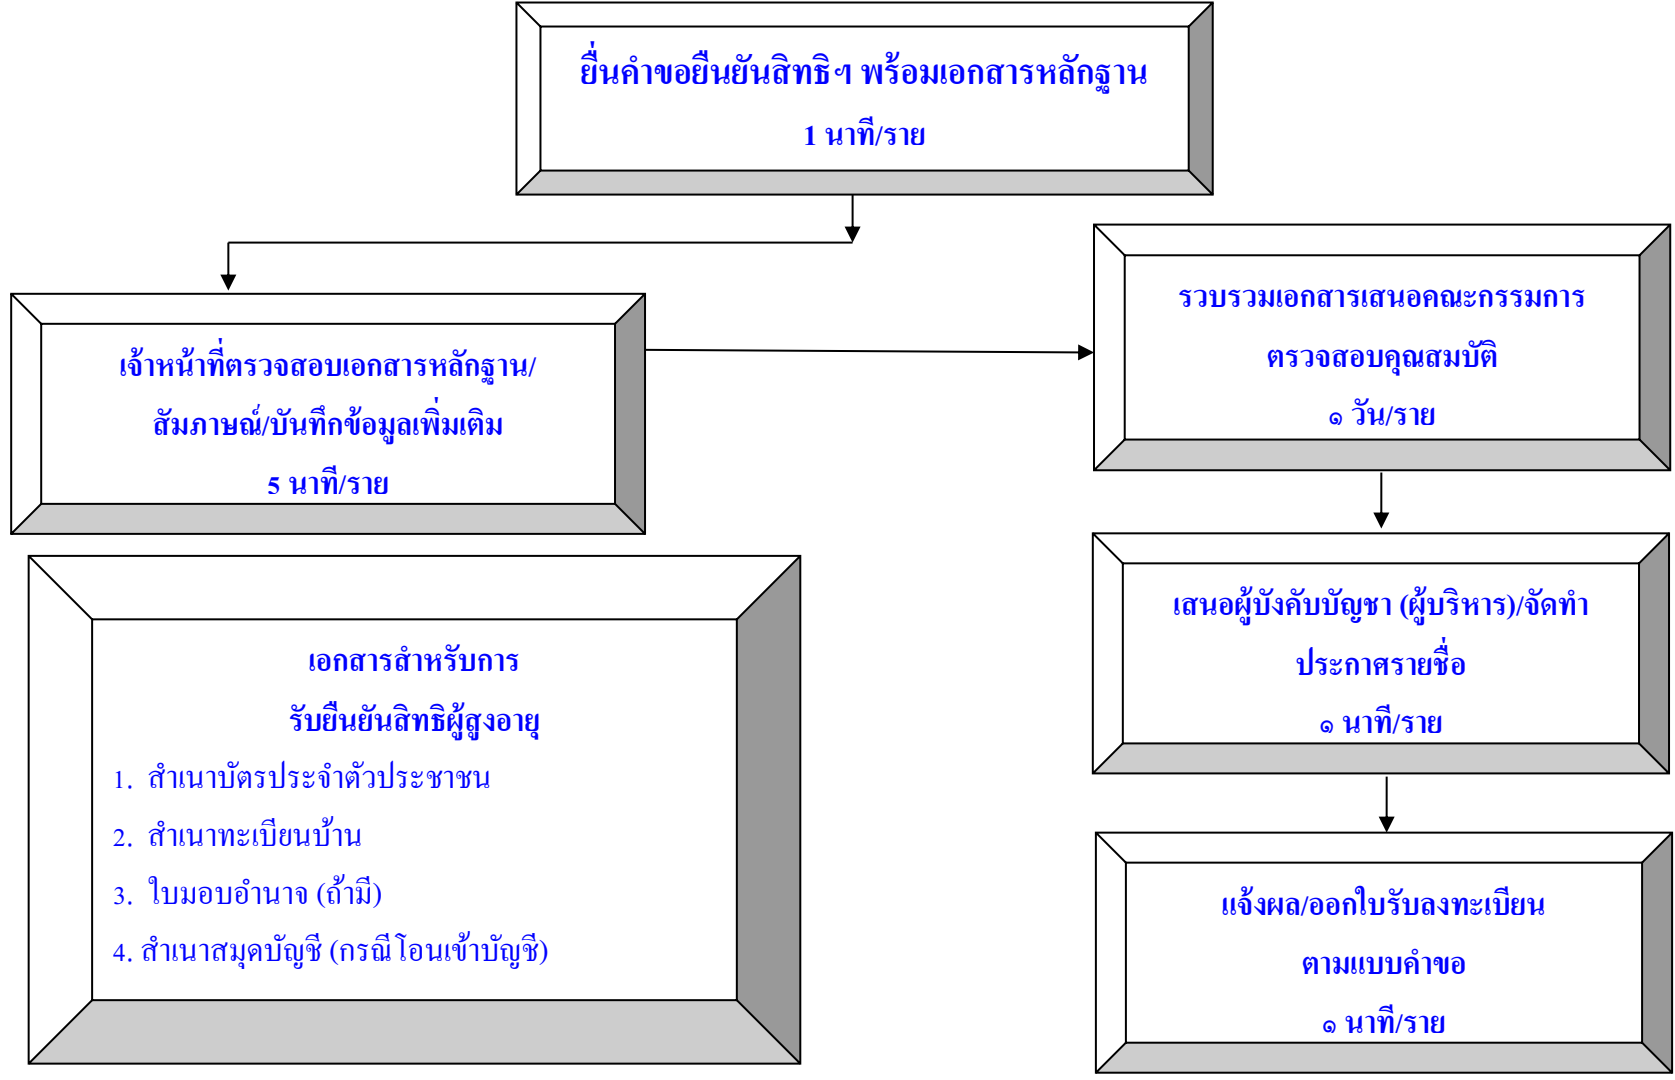 ยื่นคำขอยืนยันสิทธิฯ พร้อมเอกสารหลักฐาน
1 นาที/ราย
เจ้าหน้าที่ตรวจสอบเอกสารหลักฐาน/
สัมภาษณ์/บันทึกข้อมูลเพิ่มเติม
5 นาที/ราย
รวบรวมเอกสารเสนอคณะกรรมการ
ตรวจสอบคุณสมบัติ
๑ วัน/ราย
เสนอผู้บังคับบัญชา (ผู้บริหาร)/จัดทำ
ประกาศรายชื่อ
๑ นาที/ราย
แจ้งผล/ออกใบรับลงทะเบียน
ตามแบบคำขอ
๑ นาที/ราย
เอกสารสำหรับการ
รับยืนยันสิทธิผู้สูงอายุ
1. สำเนาบัตรประจำตัวประชาชน
2. สำเนาทะเบียนบ้าน
3. ใบมอบอำนาจ (ถ้ามี)
4. สำเนาสมุดบัญชี (กรณีโอนเข้าบัญชี)